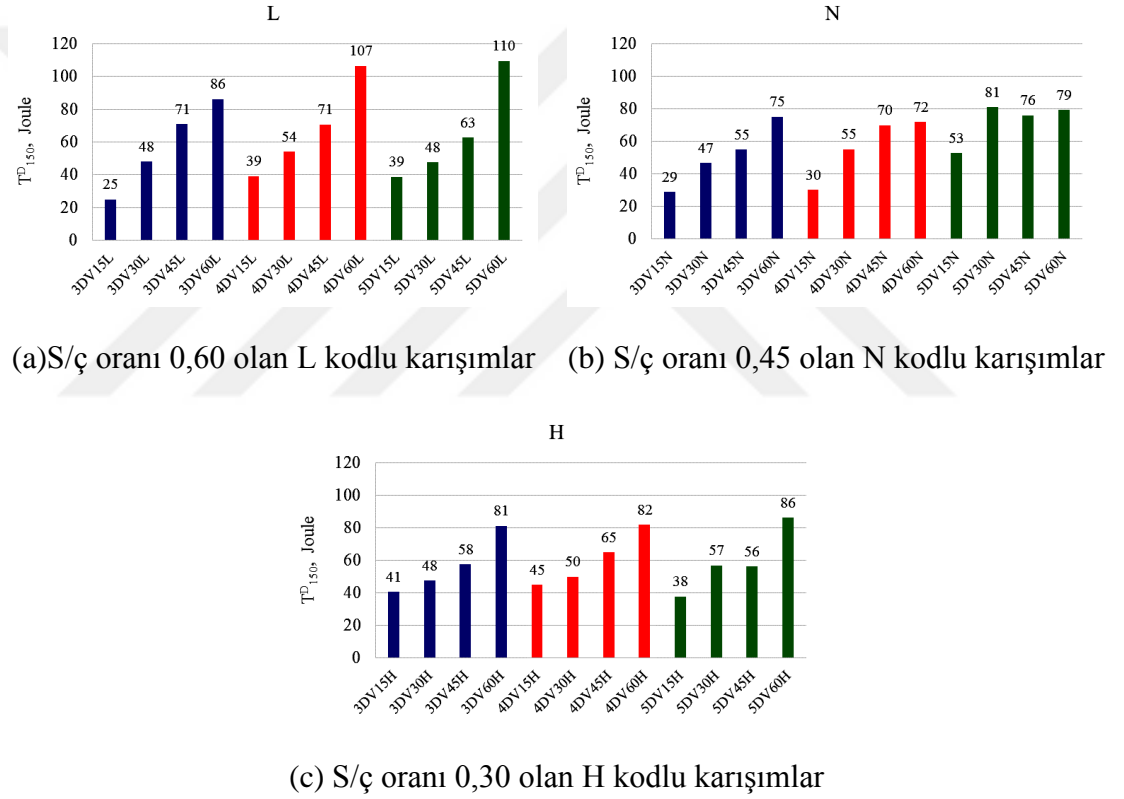 L
T^D_150, Joule
120
100
80
60
40
20
0
25
48
71
86
39
54
71
107
39
48
63
110
3DV15L
3DV30L
3DV45L
3DV60L
4DV15L
4DV30L
4DV45L
4DV60L
5DV15L
5DV30L
5DV45L
5DV60L
(a)S/ç oranı 0,60 olan L kodlu karışımlar
N
T^D_150, Joule
120
100
80
60
40
20
0
29
47
55
75
30
55
70
72
53
81
76
79
3DV15N
3DV30N
3DV45N
3DV60N
4DV15N
4DV30N
4DV45N
4DV60N
5DV15N
5DV30N
5DV45N
5DV60N
(b) S/ç oranı 0,45 olan N kodlu karışımlar
H
T^D_150, Joule
120
100
80
60
40
20
0
41
48
58
81
45
50
65
82
38
57
56
86
3DV15H
3DV30H
3DV45H
3DV60H
4DV15H
4DV30H
4DV45H
4DV60H
5DV15H
5DV30H
5DV45H
5DV60H
(c) S/ç oranı 0,30 olan H kodlu karışımlar